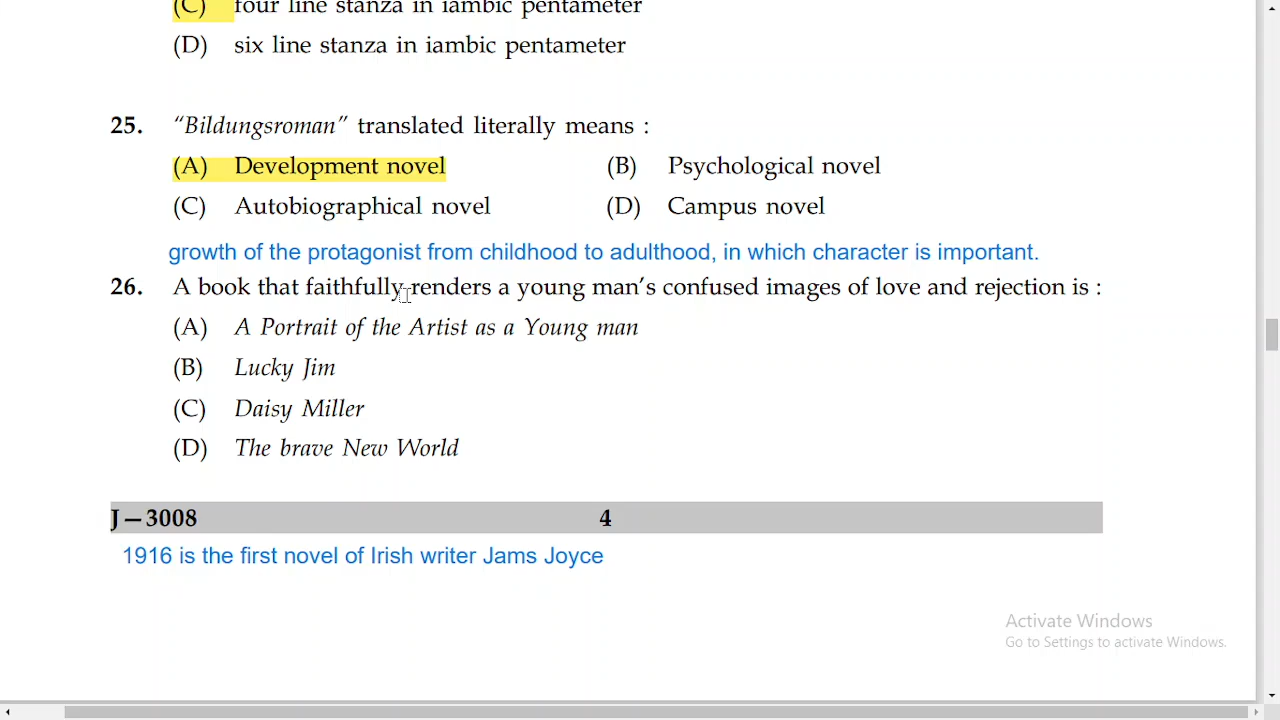 (C) four line stanza in iambic pentameter
(D) six line stanza in iambic pentameter
25. "Bildungsroman" translated literally means :
(A) Development novel (B) Psychological novel
(C) Autobiographical novel (D) Campus novel
growth of the protagonist from childhood to adulthood, in which character is important.
26. A book that faithfully renders a young man's confused images of love and rejection is :
(A) A Portrait of the Artist as a Young man
(B) Lucky Jim
(C) Daisy Miller
(D) The brave New World
J – 3008 4
1916 is the first novel of Irish writer Jams Joyce
Activate Windows
Go to Settings to activate Windows.